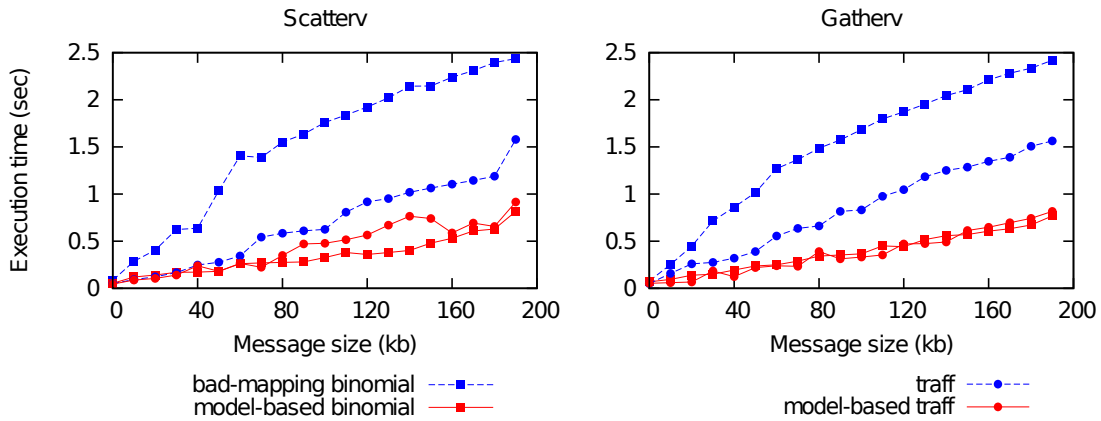 Scatterv
Gatherv
Execution time (sec)
2.5
2
1.5
1
0.5
0
0 40 80 120 160 200
Message size (kb)
2.5
2
1.5
1
0.5
0
0 40 80 120 160 200
Message size (kb)
bad-mapping binomial
model-based binomial
traff
model-based traff